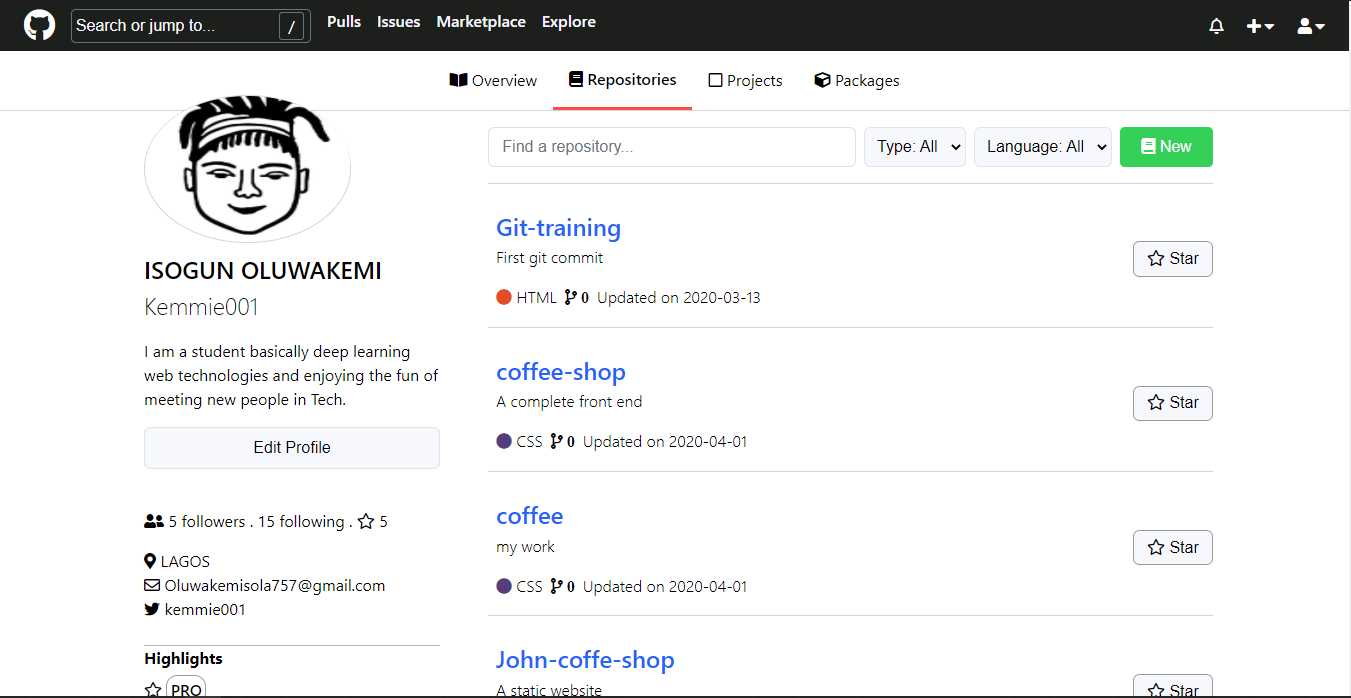 Search or jump to... /
Pulls Issues Marketplace Explore
Overview Repositories Projects Packages
ISOGUN OLUWAKEMI
Kemmie001
I am a student basically deep learning
web technologies and enjoying the fun of
meeting new people in Tech.
Edit Profile
5 followers . 15 following . 5
LAGOS
Oluwakemisola757@gmail.com
kemmie001
Highlights
PRO
Find a repository...
Type: All
Language: All
New
Git-training
First git commit
HTML 0 Updated on 2020-03-13
Star
coffee-shop
A complete front end
CSS 0 Updated on 2020-04-01
Star
coffee
my work
CSS 0 Updated on 2020-04-01
Star
John-coffe-shop
A static website
Star